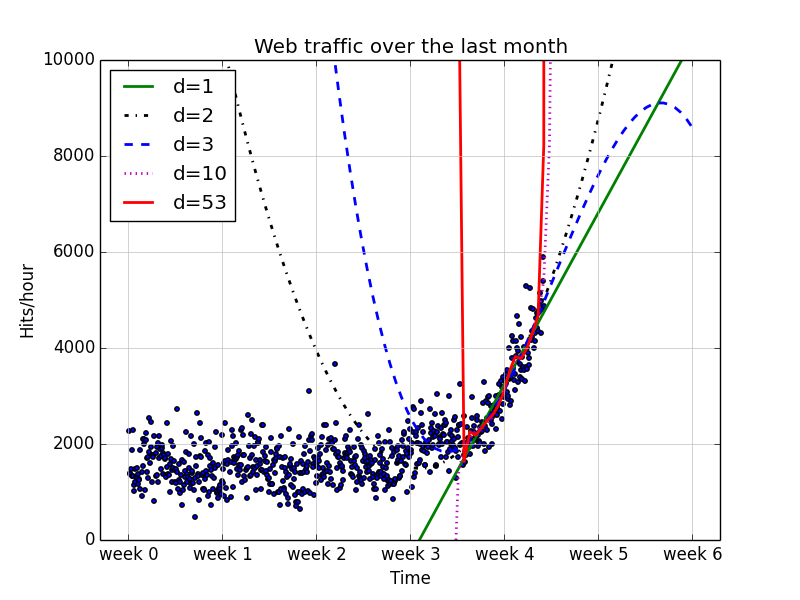 Web traffic over the last month
10000
8000
6000
4000
2000
0
Hits/hour
d=1
d=2
d=3
d=10
d=53
week 0 week 1 week 2 week 3 week 4 week 5 week 6
Time